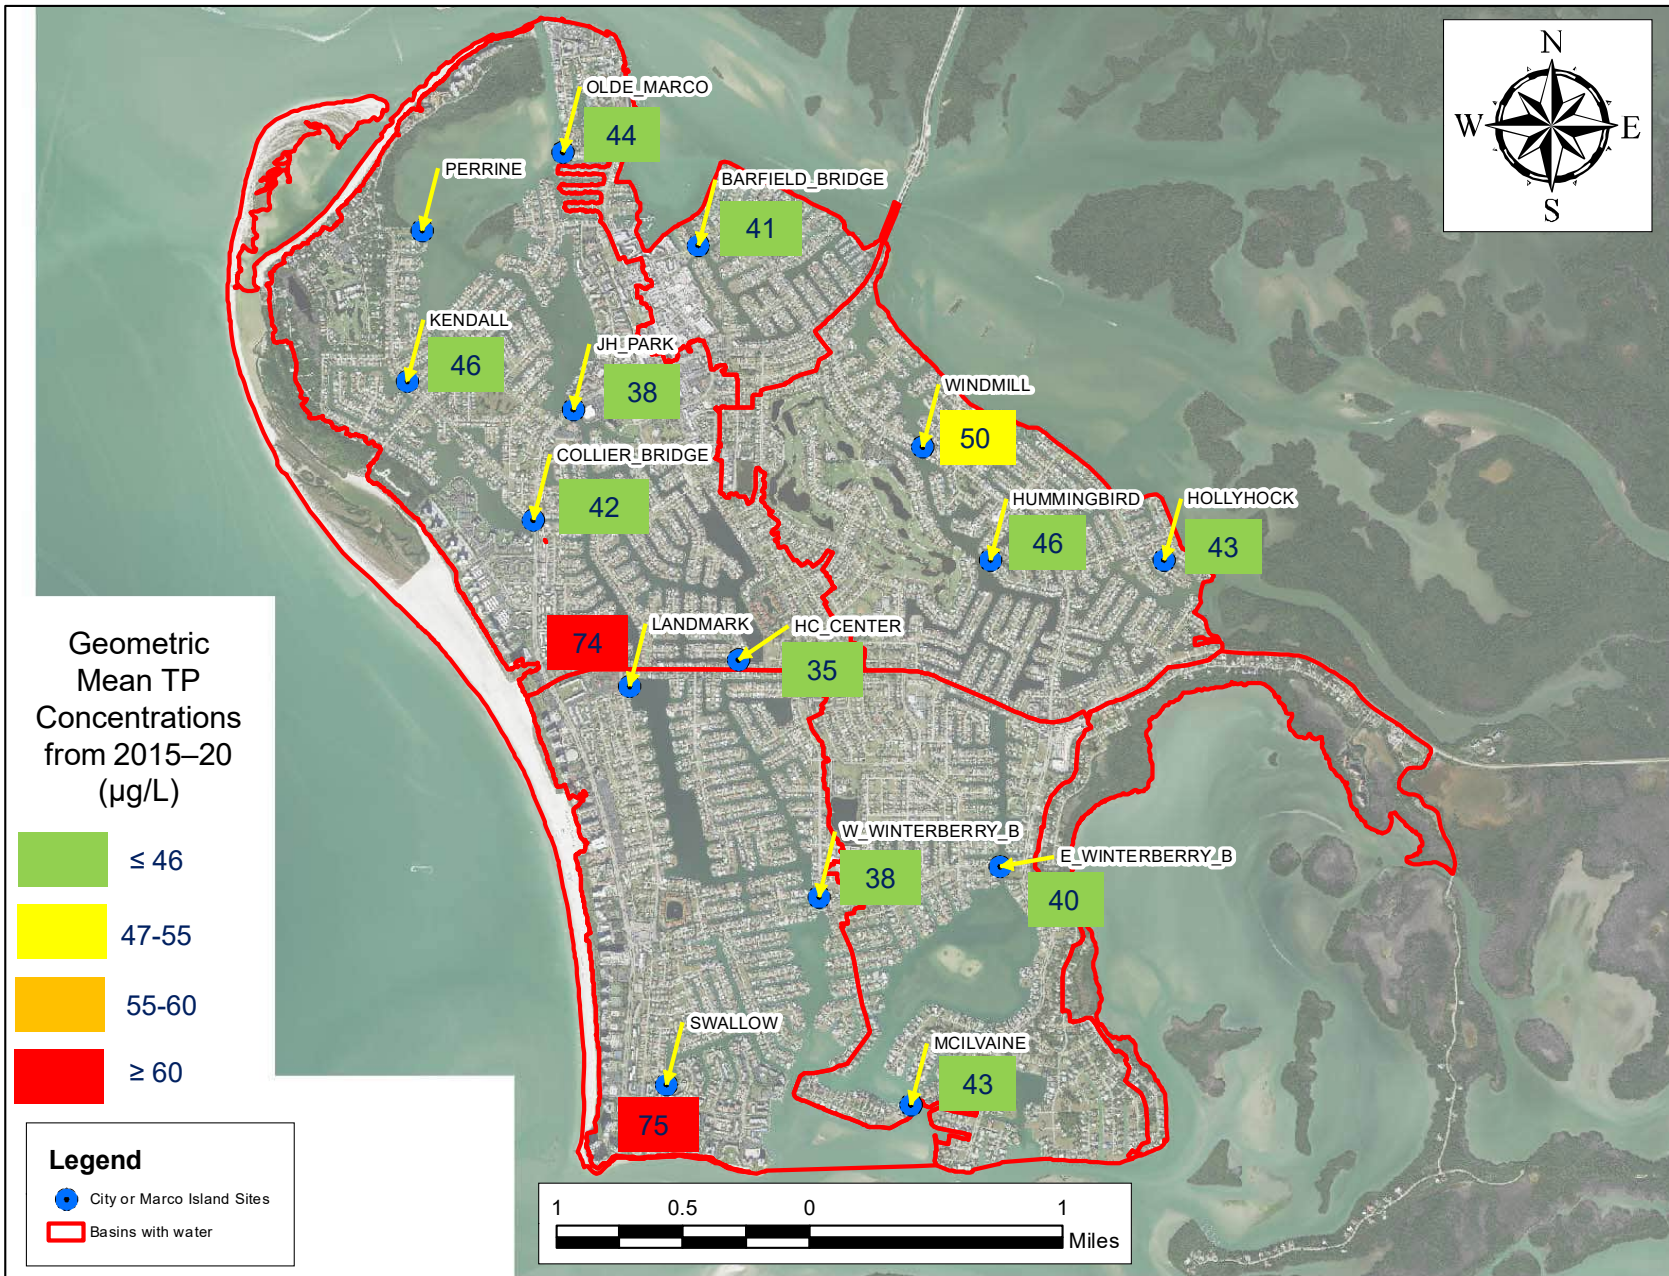 N
W
E
S
OLDE_MARCO
44
PERRINE
BARFIELD_BRIDGE
41
KENDALL
46
JH_PARK
38
WINDMILL
50
COLLIER_BRIDGE
42
HUMMINGBIRD
46
HOLLYHOCK
43
LANDMARK
74
HC_CENTER
35
W_WINTERBERRY_B
38
E_WINTERBERRY_B
40
SWALLOW
75
MCILVAINE
43
Geometric
Mean TP
Concentrations
from 2015–20
(µg/L)
≤ 46
47-55
55-60
≥ 60
Legend
City or Marco Island Sites
Basins with water
1 0.5 0 1
Miles